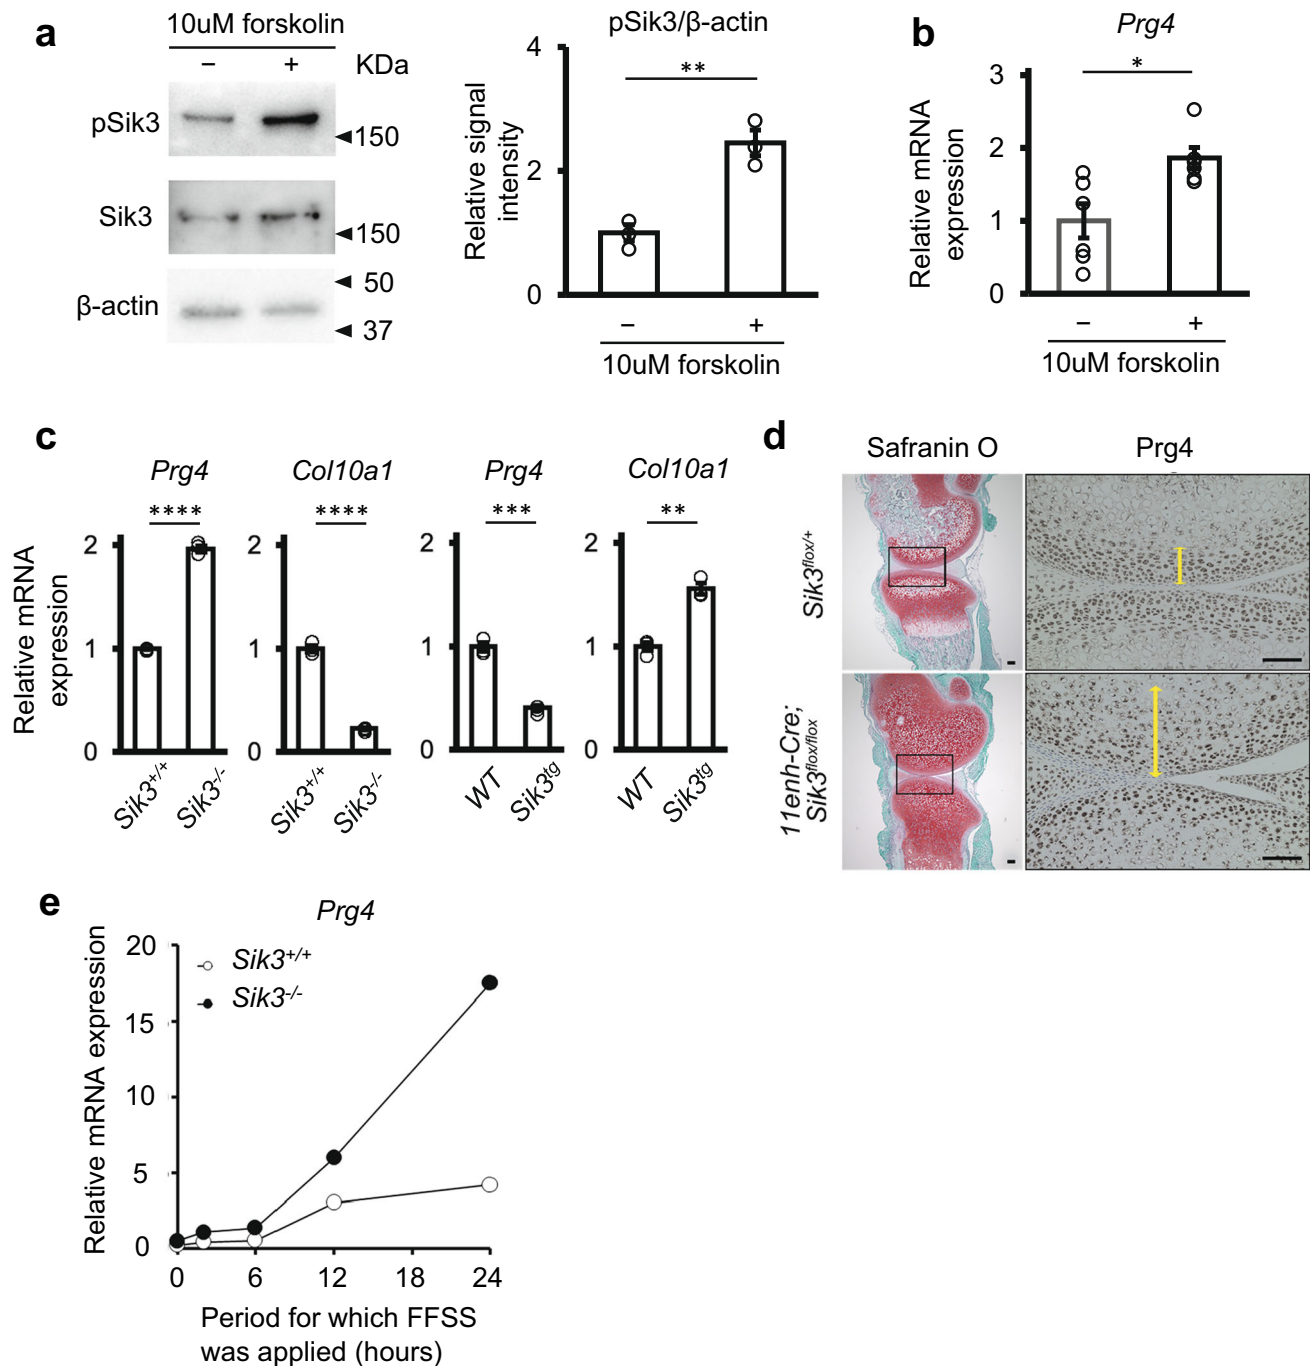 a
10uM forskolin
− + KDa
pSik3
◄150
Sik3
◄150
β-actin
◄ 50
◄ 37
pSik3/β-actin
Relative signal
intensity
4
2
0
**
− +
10uM forskolin
b
Prg4
Relative mRNA
expression
3
2
1
0
*
− +
10uM forskolin
c
Relative mRNA
expression
Prg4
****
2
1
0
Sik3+/+
Sik3-/-
Col10a1
****
2
1
0
Sik3+/+
Sik3-/-
Prg4
***
2
1
0
WT
Sik3tg
Col10a1
**
2
1
0
WT
Sik3tg
d
Safranin O
Prg4
Sik3flox/+
11enh-Cre;
Sik3flox/flox
e
Prg4
Relative mRNA expression
20
15
10
5
0
Sik3+/+
Sik3-/-
0 6 12 18 24
Period for which FFSS
was applied (hours)